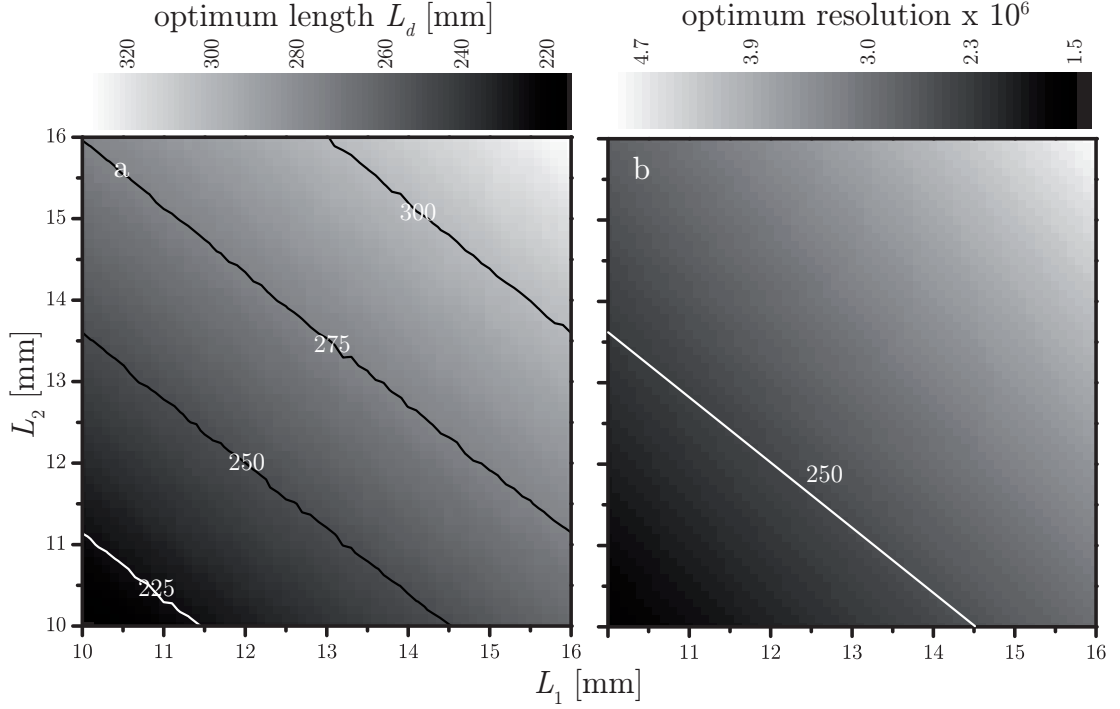 optimum length L_d [mm]
320 300 280 260 240 220
optimum resolution x 10^6
4.7 3.9 3.0 2.3 1.5
a
300
275
250
225
16
15
14
13
12
11
10
L_2 [mm]
10 11 12 13 14 15 16
b
250
11 12 13 14 15 16
L_1 [mm]